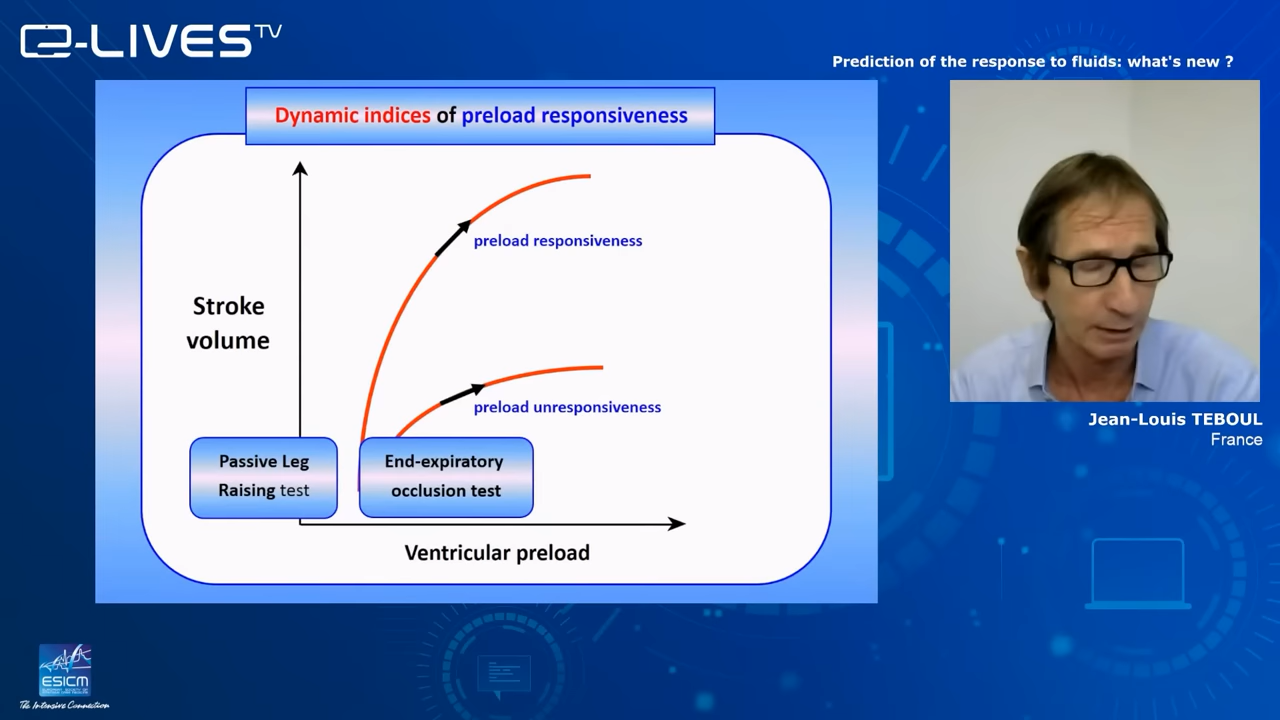 e-LIVES TV
Prediction of the response to fluids: what's new ?
Dynamic indices of preload responsiveness
preload responsiveness
Stroke
volume
preload unresponsiveness
Passive Leg
Raising test
End-expiratory
occlusion test
Ventricular preload
Jean-Louis TEBOUL
France
ESICM
The Intensive Connection